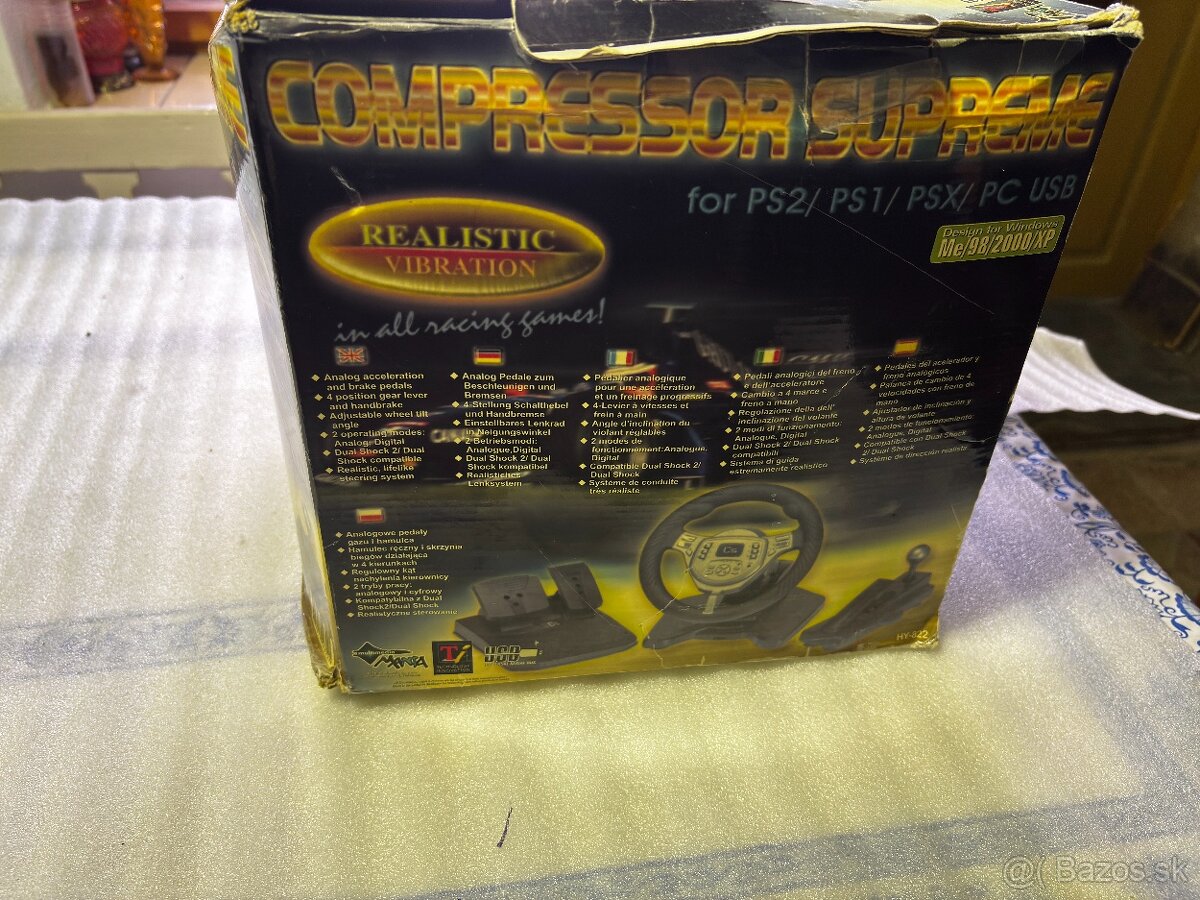 COMPRESSOR SUPREME
for PS2/ PS1/ PSX/ PC USB
Design for Windows
Me/98/2000/XP
REALISTIC
VIBRATION
in all racing games!
Analog acceleration
and brake pedals
4 position gear lever
and handbrake
Adjustable wheel tilt
angle
2 operating modes:
Analog, Digital
Dual Shock 2/ Dual
Shock compatible
Realistic, lifelike
steering system
Analog Pedale zum
Beschleunigen und
Bremsen
4-Stellung Schalthebel
und Handbremse
Einstellbares Lenkrad
in Neigungswinkel
2 Betriebsmodi:
Analogue,Digital
Dual Shock 2/ Dual
Shock kompatibel
Realistisches
Lenksystem
Pédalier analogique
pour une accélération
et un freinage progressifs
4-Levier à vitesses et
frein à main
Angle d'inclination du
violant réglables
2 modes de
fonctionnement:Analogue,
Digital
Compatible Dual Shock 2/
Dual Shock
Système de conduite
très réaliste
Pedali analogici del freno
e dell'acceleratore
Cambio a 4 marce e
freno a mano
Regolazione della dell'
inclinazione del volante
2 modi di funzionamento:
Analogue, Digital
Dual Shock 2/ Dual Shock
compatibili
Sistema di guida
estremamente realistico
Pedales del acelerador y
freno analógicos
Palanca de cambio de 4
velocidades con freno de
mano
Ajustador de inclinación y
altura de volante
2 modes de funcionamiento:
Analogue, Digital
Compatible con Dual Shock
2/ Dual Shock
Système de dirección realista
Analogowe pedały
gazu i hamulca
Hamulec ręczny i skrzynia
biegów działająca
w 4 kierunkach
Regulowny kąt
nachylenia kierownicy
2 tryby pracy:
analogowy i cyfrowy
Kompatybilna z Dual
Shock2/Dual Shock
Realistyczne sterowanie
multimedia
MANTA
Ti
USB
HY-822
@( Bazos.sk